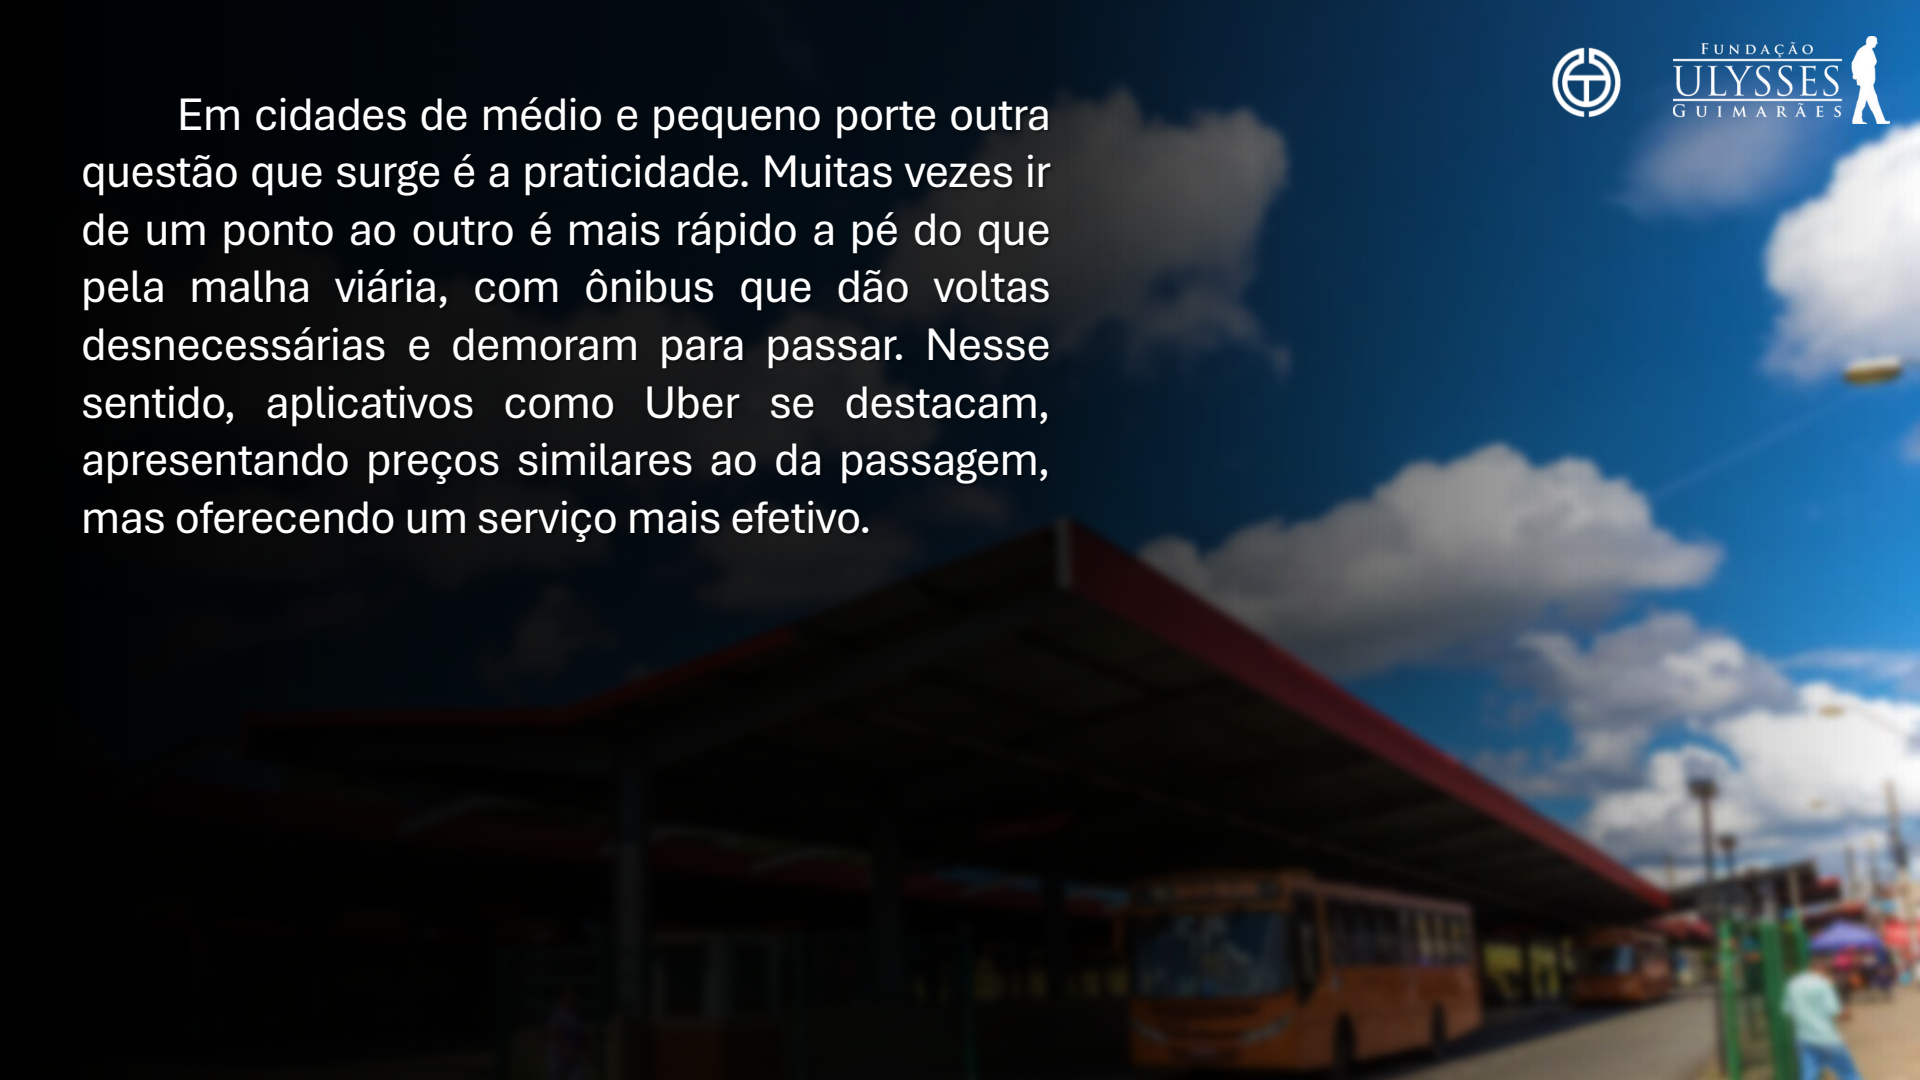 FUNDAÇÃO
ULYSSES
GUIMARÃES
Em cidades de médio e pequeno porte outra
questão que surge é a praticidade. Muitas vezes ir
de um ponto ao outro é mais rápido a pé do que
pela malha viária, com ônibus que dão voltas
desnecessárias e demoram para passar. Nesse
sentido, aplicativos como Uber se destacam,
apresentando preços similares ao da passagem,
mas oferecendo um serviço mais efetivo.